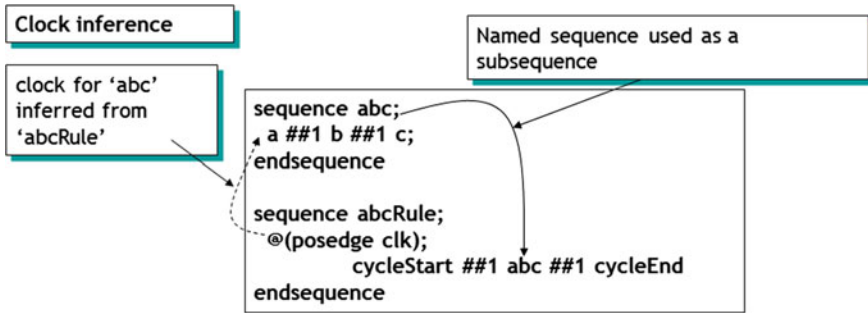 Clock inference
Named sequence used as a
subsequence
clock for ‘abc’
inferred from
‘abcRule’
sequence abc;
a ##1 b ##1 c;
endsequence
sequence abcRule;
@(posedge clk);
cycleStart ##1 abc ##1 cycleEnd
endsequence